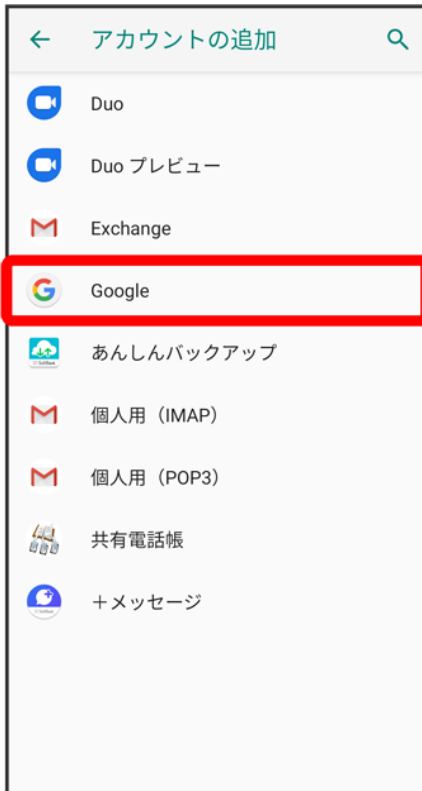 アカウントの追加
Duo
Duo プレビュー
Exchange
Google
あんしんバックアップ
個人用（IMAP）
個人用（POP3）
共有電話帳
＋メッセージ